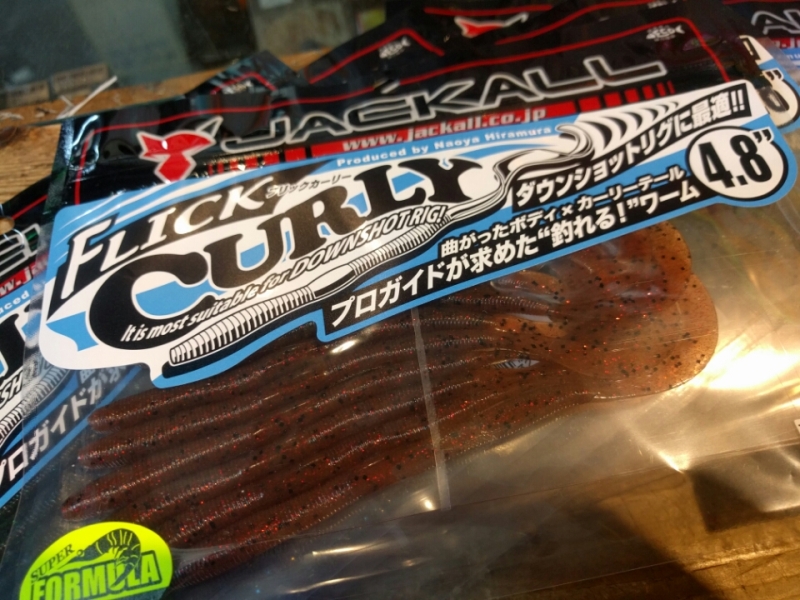 JACKALL
www.jackall.co.jp
Produced by Naoya Hiramura
FLICK
フリックカーリー
CURLY
It is most suitable for DOWNSHOT RIG!
ダウンショットリグに最適!!
曲がったボディ×カーリーテール
プロガイドが求めた"釣れる!"ワーム
4.8"
SUPER
FORMULA
プロガイドが